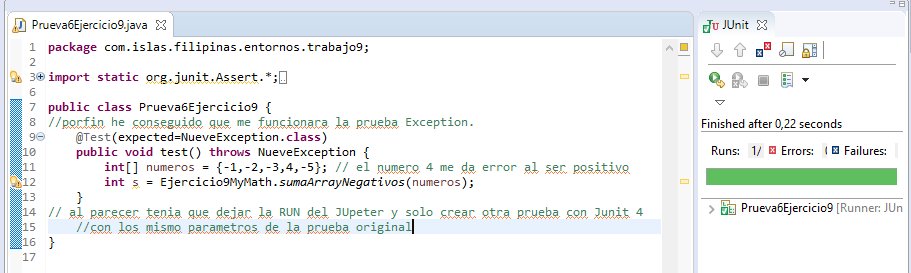 Prueva6Ejercicio9.java
JUnit
1 package com.islas.filipinas.entornos.trabajo9;
2
3 import static org.junit.Assert.*;
6
7 public class Prueva6Ejercicio9 {
8 //porfin he conseguido que me funcionara la prueba Exception.
9 @Test(expected=NueveException.class)
10 public void test() throws NueveException {
11 int[] numeros = {-1,-2,-3,4,-5}; // el numero 4 me da error al ser positivo
12 int s = Ejercicio9MyMath.sumaArrayNegativos(numeros);
13 }
14 // al parecer tenia que dejar la RUN del JUpeter y solo crear otra prueba con Junit 4
15 //con los mismo parametros de la prueba original
16 }
17
Finished after 0,22 seconds
Runs: 1/ Errors: Failures:
Prueva6Ejercicio9 [Runner: JUn